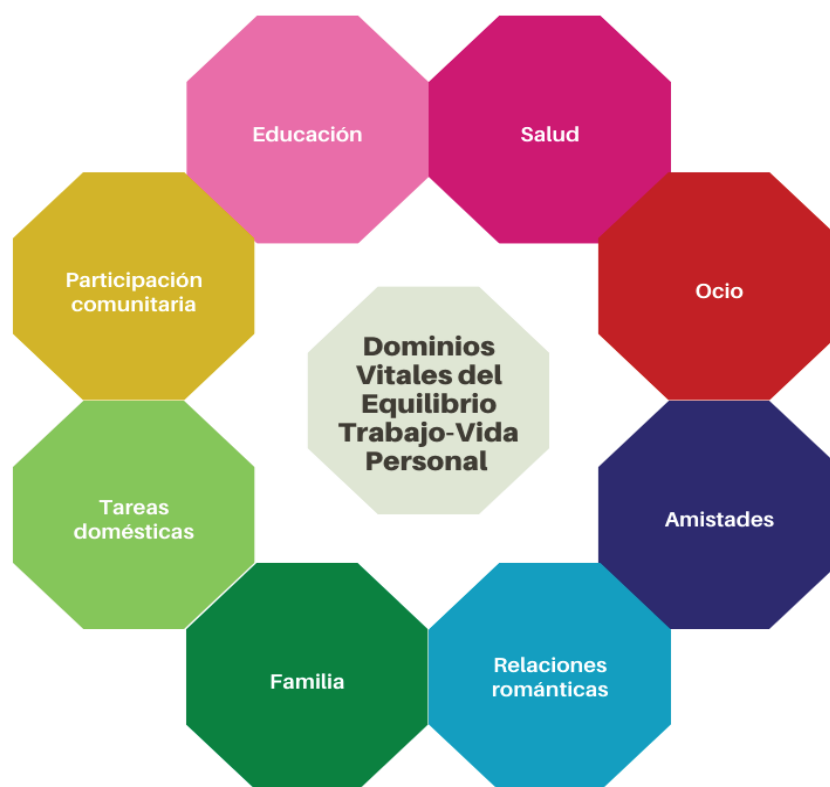 Educación
Salud
Participación
comunitaria
Ocio
Dominios
Vitales del
Equilibrio
Trabajo-Vida
Personal
Tareas
domésticas
Amistades
Familia
Relaciones
románticas